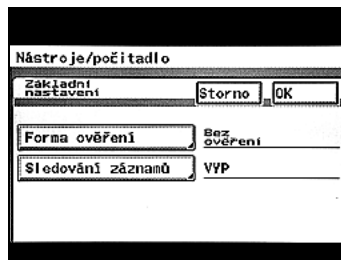 Nástroje/počitadlo
Základní
nastavení
Storno
OK
Forma ověření
Bez
ověření
Sledování záznamů
VYP